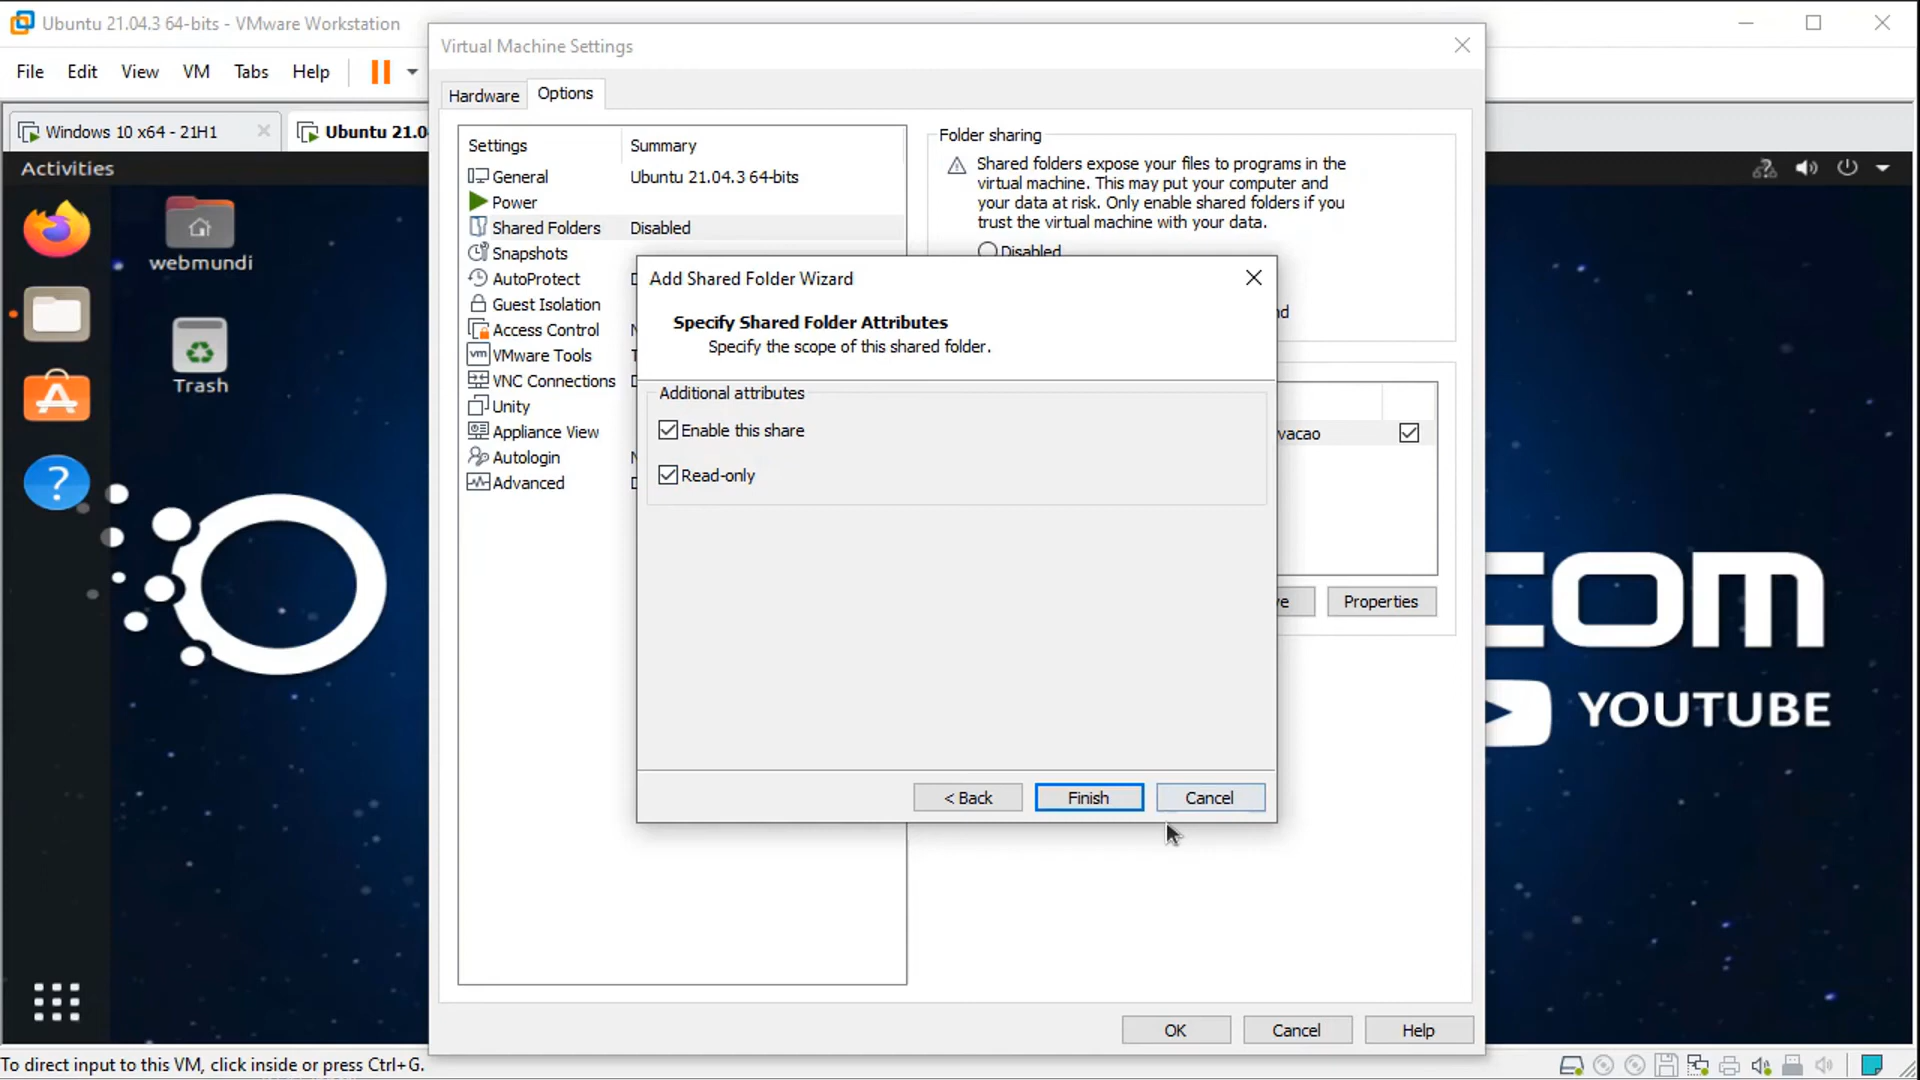 Ubuntu 21.04.3 64-bits - VMware Workstation
File Edit View VM Tabs Help
Windows 10 x64 - 21H1
Ubuntu 21.0
Activities
webmundi
Trash
?
COM
YOUTUBE
Virtual Machine Settings
Hardware Options
Settings Summary
General Ubuntu 21.04.3 64-bits
Power
Shared Folders Disabled
Snapshots
AutoProtect
Guest Isolation
Access Control
vm VMware Tools
VNC Connections
Unity
Appliance View
Autologin
Advanced
Folder sharing
Shared folders expose your files to programs in the
virtual machine. This may put your computer and
your data at risk. Only enable shared folders if you
trust the virtual machine with your data.
Disabled
nd
vacao
ve
Properties
Add Shared Folder Wizard
Specify Shared Folder Attributes
Specify the scope of this shared folder.
Additional attributes
Enable this share
Read-only
< Back Finish Cancel
OK Cancel Help
To direct input to this VM, click inside or press Ctrl+G.